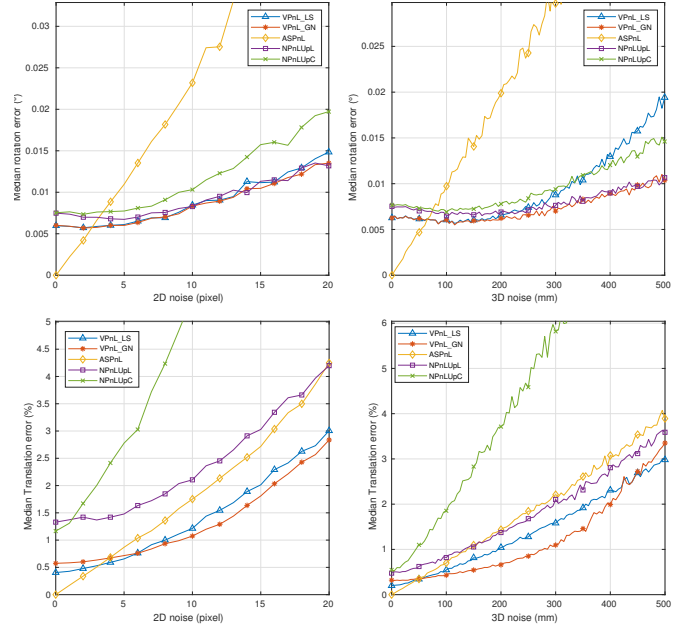 VPnL_LS
VPnL_GN
ASPnL
NPnLUpL
NPnLUpC
0.03
0.025
0.02
0.015
0.01
0.005
0
Median rotation error (°)
0 5 10 15 20
2D noise (pixel)
VPnL_LS
VPnL_GN
ASPnL
NPnLUpL
NPnLUpC
0.025
0.02
0.015
0.01
0.005
0
Median rotation error (°)
0 100 200 300 400 500
3D noise (mm)
VPnL_LS
VPnL_GN
ASPnL
NPnLUpL
NPnLUpC
5
4.5
4
3.5
3
2.5
2
1.5
1
0.5
0
Median Translation error (%)
0 5 10 15 20
2D noise (pixel)
VPnL_LS
VPnL_GN
ASPnL
NPnLUpL
NPnLUpC
6
5
4
3
2
1
0
Median Translation error (%)
0 100 200 300 400 500
3D noise (mm)